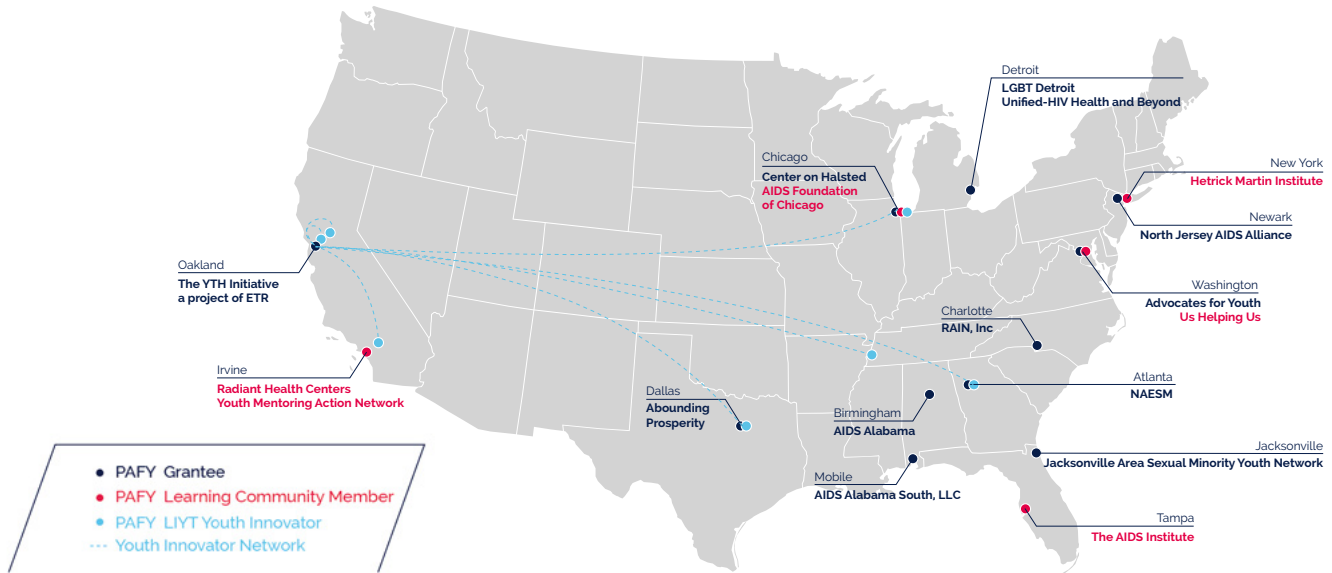 Detroit
LGBT Detroit
Unified-HIV Health and Beyond
Chicago
Center on Halsted
AIDS Foundation
of Chicago
New York
Hetrick Martin Institute
Newark
North Jersey AIDS Alliance
Oakland
The YTH Initiative
a project of ETR
Washington
Advocates for Youth
Us Helping Us
Charlotte
RAIN, Inc
Irvine
Radiant Health Centers
Youth Mentoring Action Network
Atlanta
NAESM
Dallas
Abounding
Prosperity
Birmingham
AIDS Alabama
Jacksonville
Jacksonville Area Sexual Minority Youth Network
Mobile
AIDS Alabama South, LLC
Tampa
The AIDS Institute
PAFY Grantee
PAFY Learning Community Member
PAFY LIYT Youth Innovator
Youth Innovator Network